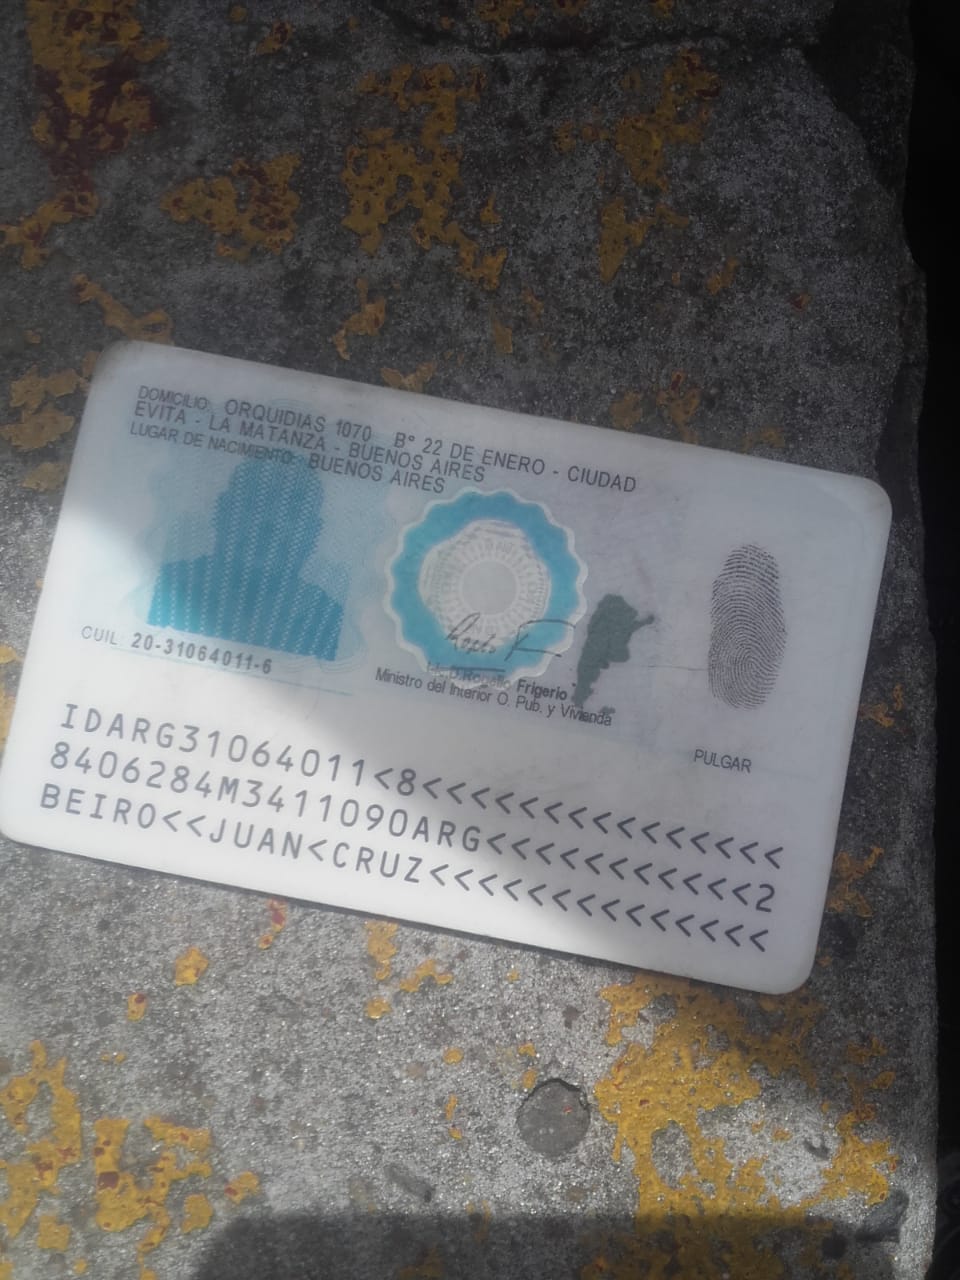 DOMICILIO: ORQUIDIAS 1070 B° 22 DE ENERO - CIUDAD
EVITA - LA MATANZA - BUENOS AIRES
LUGAR DE NACIMIENTO: BUENOS AIRES
CUIL: 20-31064011-6
Frigerio
Ministro del Interior O. Pub. y Vivienda
PULGAR
IDARG31064011<8<<<<<<<<<<<<<<<
8406284M3411090ARG<<<<<<<<<<<2
BEIRO<<JUAN<CRUZ<<<<<<<<<<<<<<